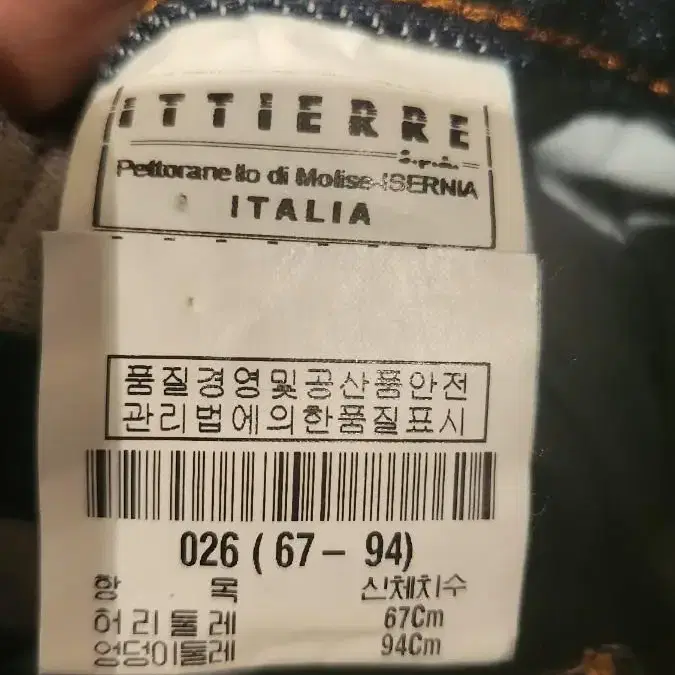 ITTIERRE
S.p.A.
Pettoranello di Molise-ISERNIA
ITALIA
품질경영및공산품안전
관리법에의한품질표시
026 ( 67 - 94)
항 목 신체치수
허리둘레 67Cm
엉덩이둘레 94Cm